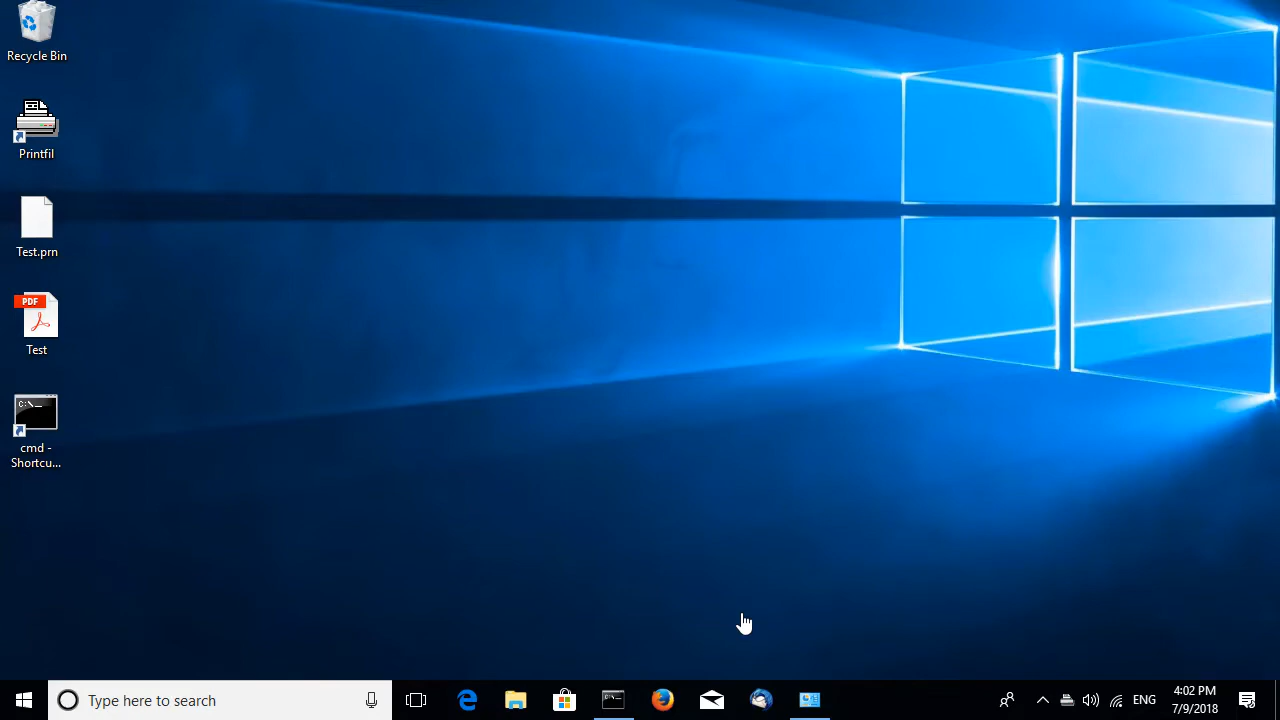 Recycle Bin
Printfil
Test.prn
PDF
Test
C:\_
cmd -
Shortcu...
Type here to search
ENG
4:02 PM
7/9/2018